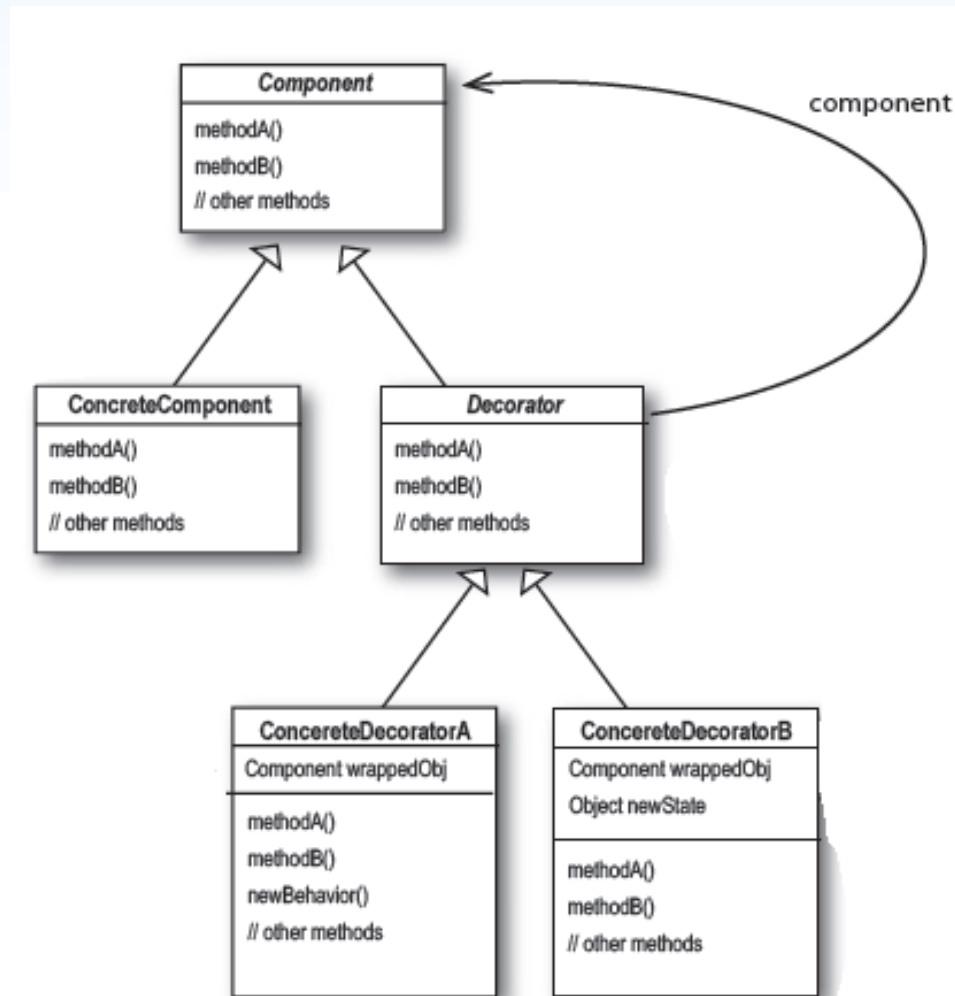 Component
methodA()
methodB()
// other methods
component
ConcreteComponent
methodA()
methodB()
// other methods
Decorator
methodA()
methodB()
// other methods
ConcereteDecoratorA
Component wrappedObj
methodA()
methodB()
newBehavior()
// other methods
ConcereteDecoratorB
Component wrappedObj
Object newState
methodA()
methodB()
// other methods